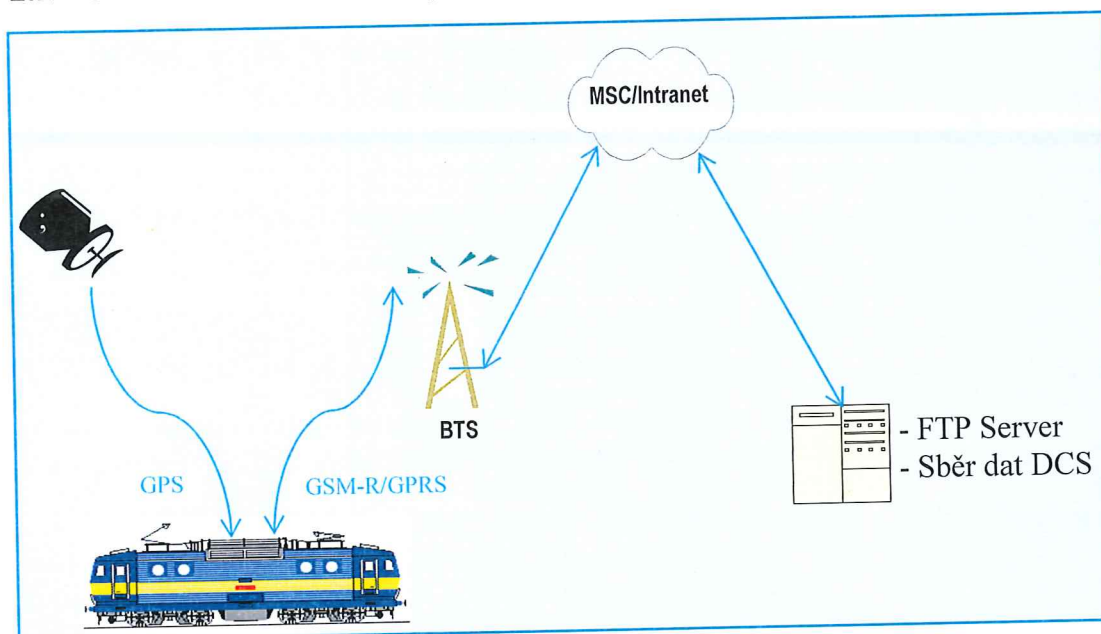 MSC/Intranet
BTS
- FTP Server
- Sběr dat DCS
GPS
GSM-R/GPRS